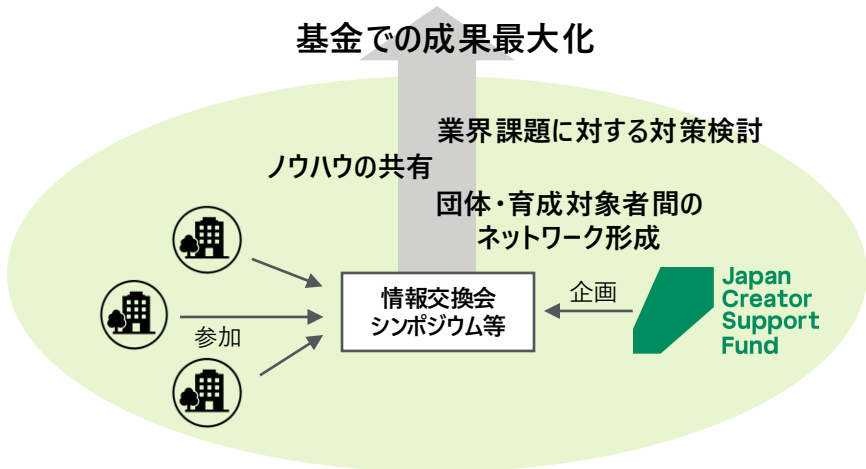 基金での成果最大化
業界課題に対する対策検討
ノウハウの共有
団体・育成対象者間の
ネットワーク形成
情報交換会
シンポジウム等
企画
参加
Japan
Creator
Support
Fund